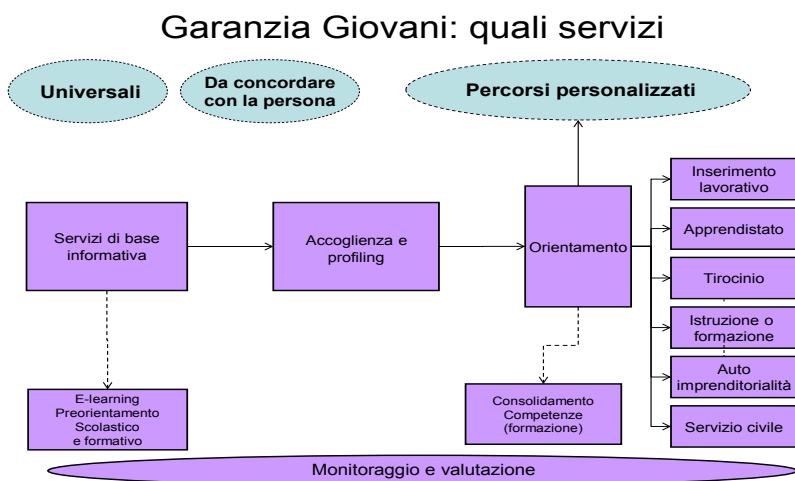 Garanzia Giovani: quali servizi
Universali
Da concordare
con la persona
Percorsi personalizzati
Servizi di base
informativa
Accoglienza e
profiling
Orientamento
Inserimento
lavorativo
Apprendistato
Tirocinio
Istruzione o
formazione
Auto
imprenditorialità
Servizio civile
E-learning
Preorientamento
Scolastico
e formativo
Consolidamento
Competenze
(formazione)
Monitoraggio e valutazione